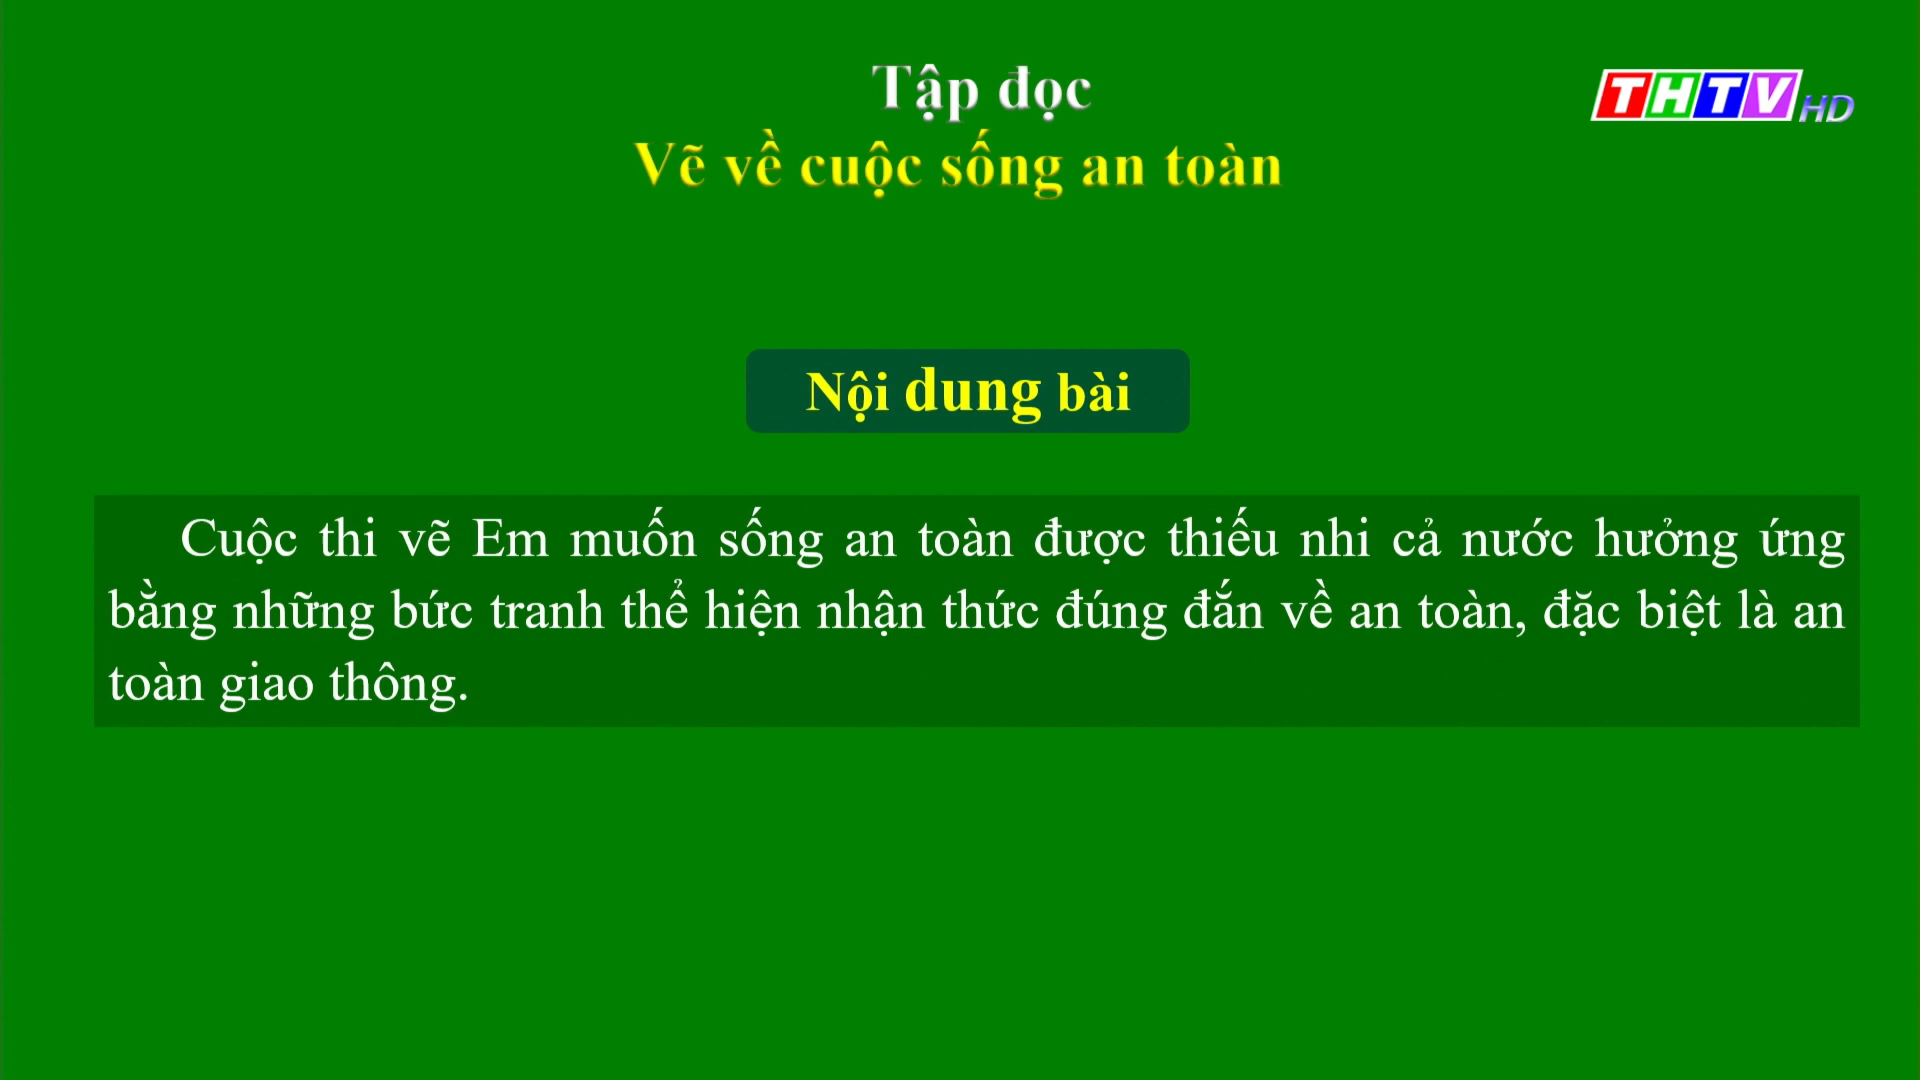 Tập đọc
THTV HD
Vẽ về cuộc sống an toàn
Nội dung bài
Cuộc thi vẽ Em muốn sống an toàn được thiếu nhi cả nước hưởng ứng
bằng những bức tranh thể hiện nhận thức đúng đắn về an toàn, đặc biệt là an
toàn giao thông.